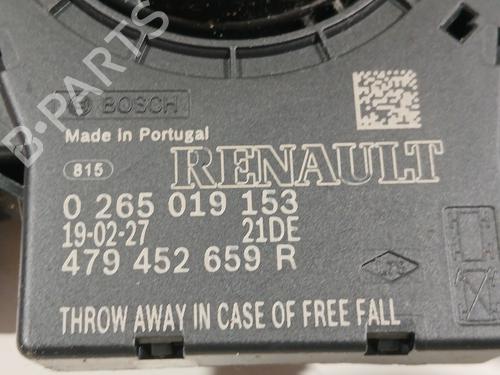 B-PARTS
BOSCH
Made in Portugal
815
RENAULT
0 265 019 153
19-02-27 21DE
479 452 659 R
THROW AWAY IN CASE OF FREE FALL